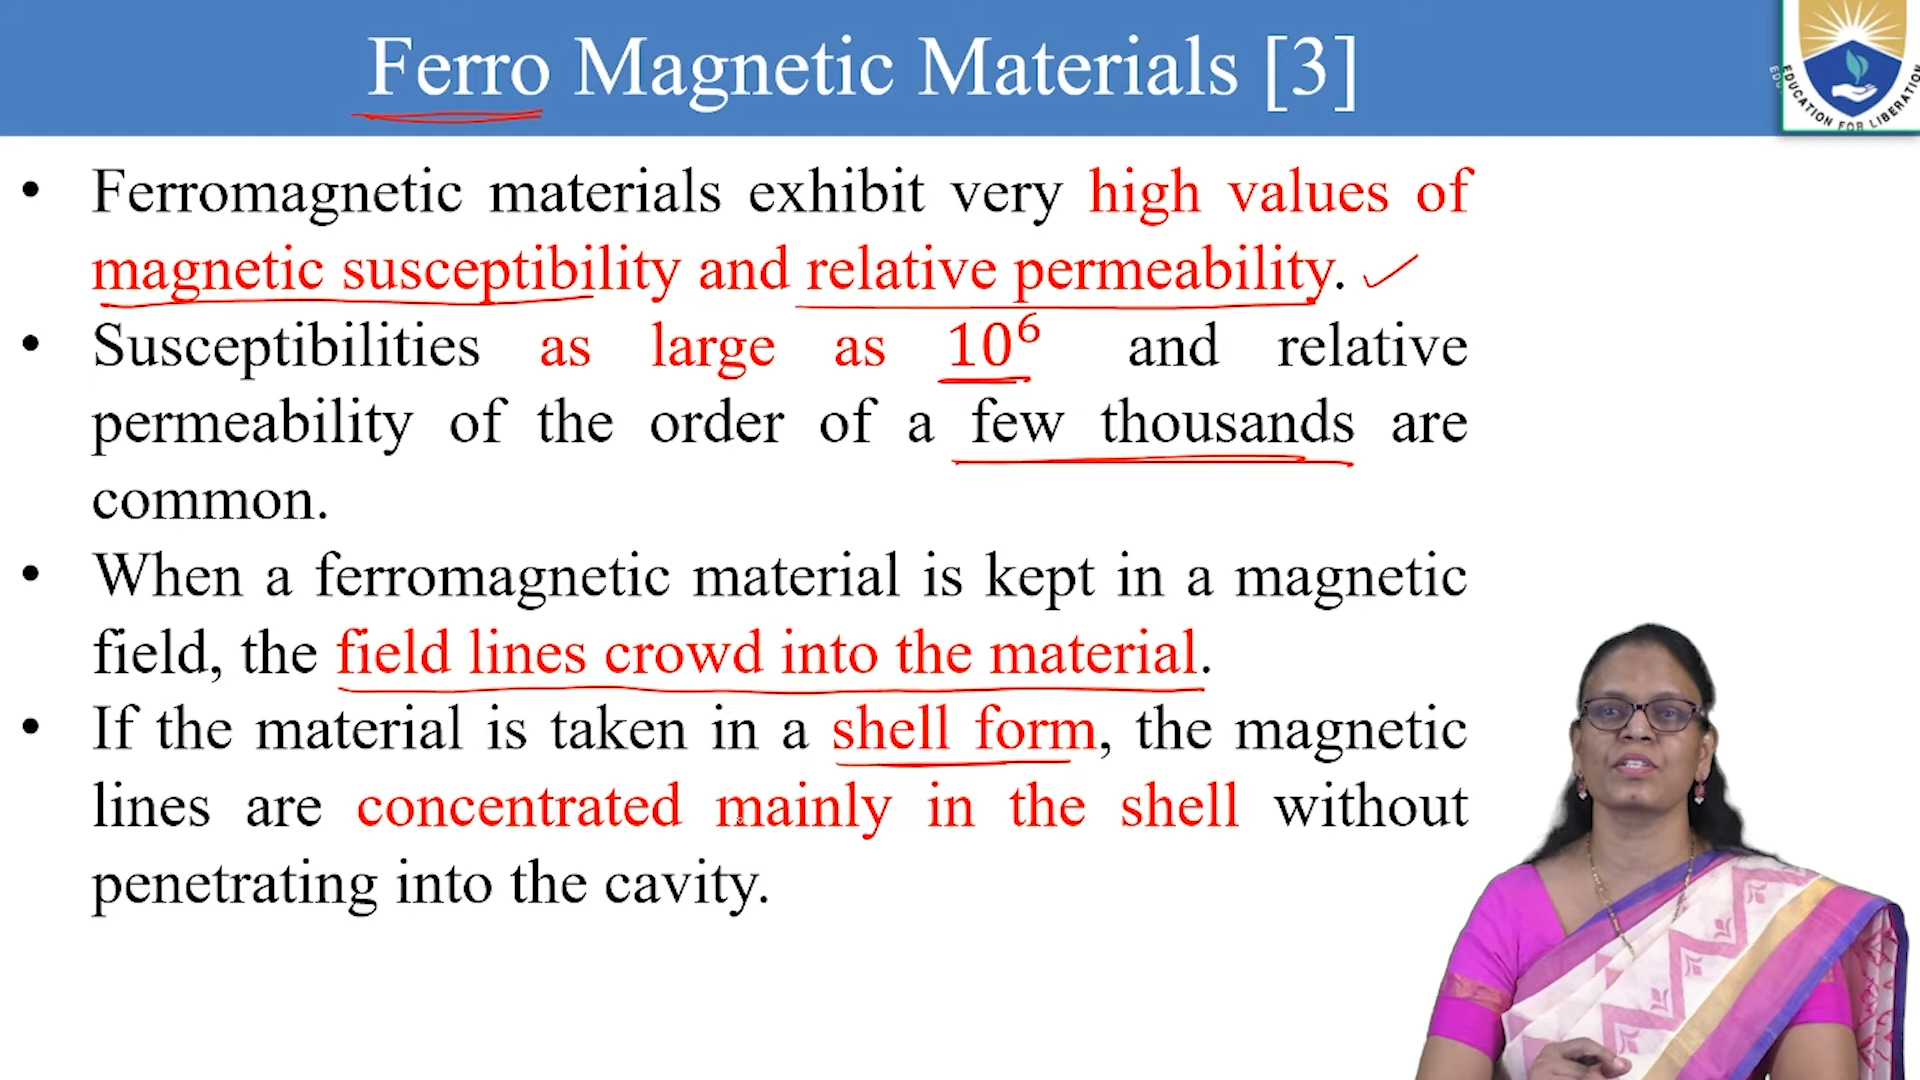 Ferro Magnetic Materials [3]
EDUCATION FOR LIBERATION
• Ferromagnetic materials exhibit very high values of
magnetic susceptibility and relative permeability.
• Susceptibilities as large as 10⁶ and relative
permeability of the order of a few thousands are
common.
• When a ferromagnetic material is kept in a magnetic
field, the field lines crowd into the material.
• If the material is taken in a shell form, the magnetic
lines are concentrated mainly in the shell without
penetrating into the cavity.